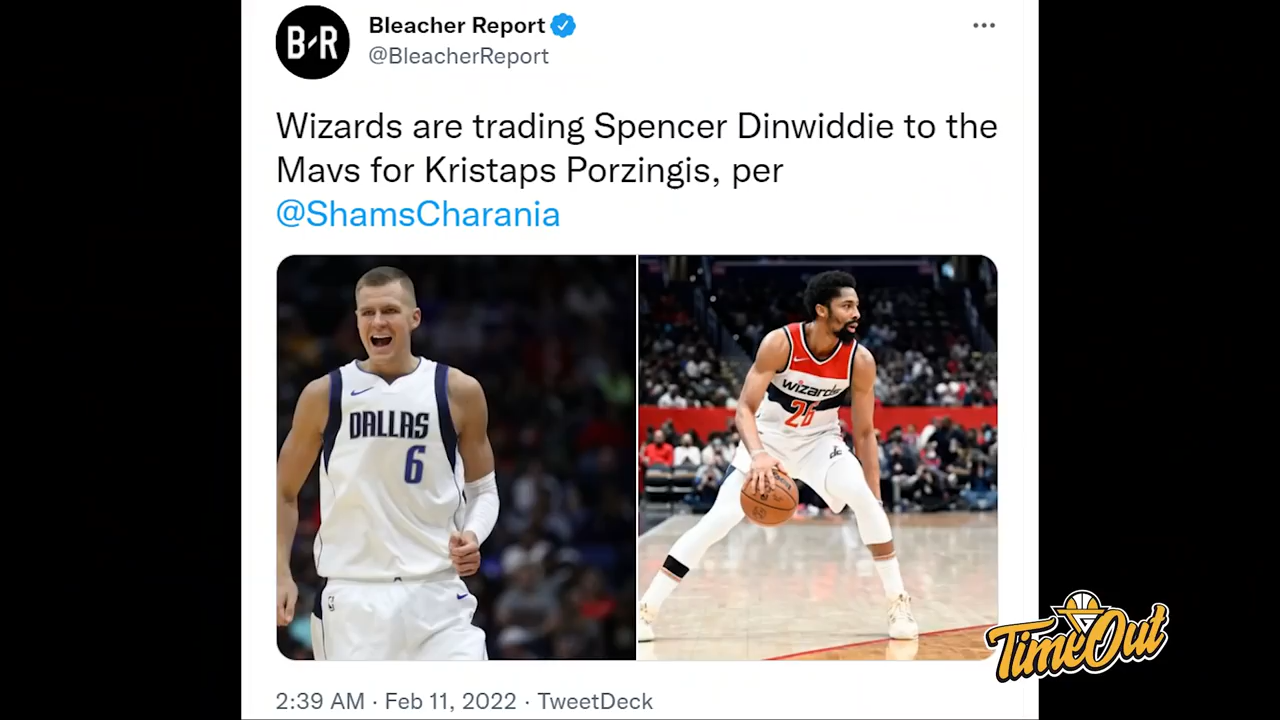 B/R
Bleacher Report
@BleacherReport
Wizards are trading Spencer Dinwiddie to the
Mavs for Kristaps Porzingis, per
@ShamsCharania
DALLAS
6
wizards
26
dc
TimeOut
2:39 AM · Feb 11, 2022 · TweetDeck